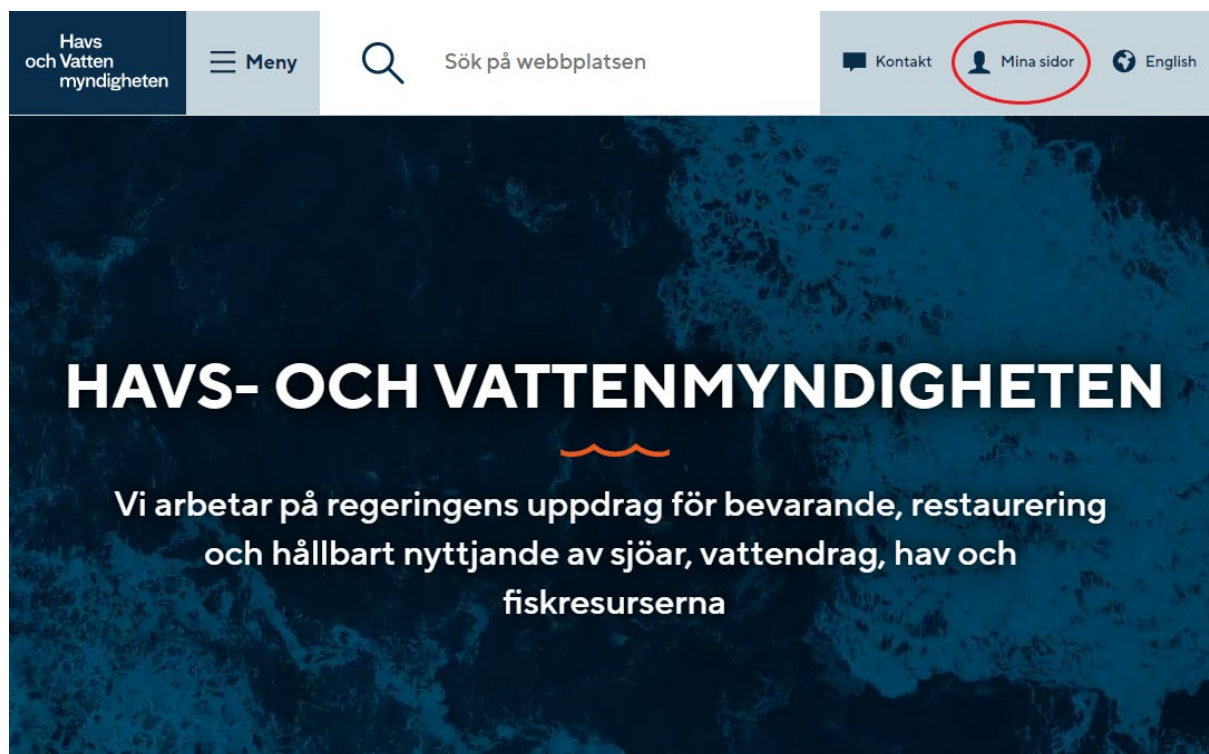 Havs
och Vatten
myndigheten
Meny
Sök på webbplatsen
Kontakt
Mina sidor
English
HAVS- OCH VATTENMYNDIGHETEN
Vi arbetar på regeringens uppdrag för bevarande, restaurering
och hållbart nyttjande av sjöar, vattendrag, hav och
fiskresurserna